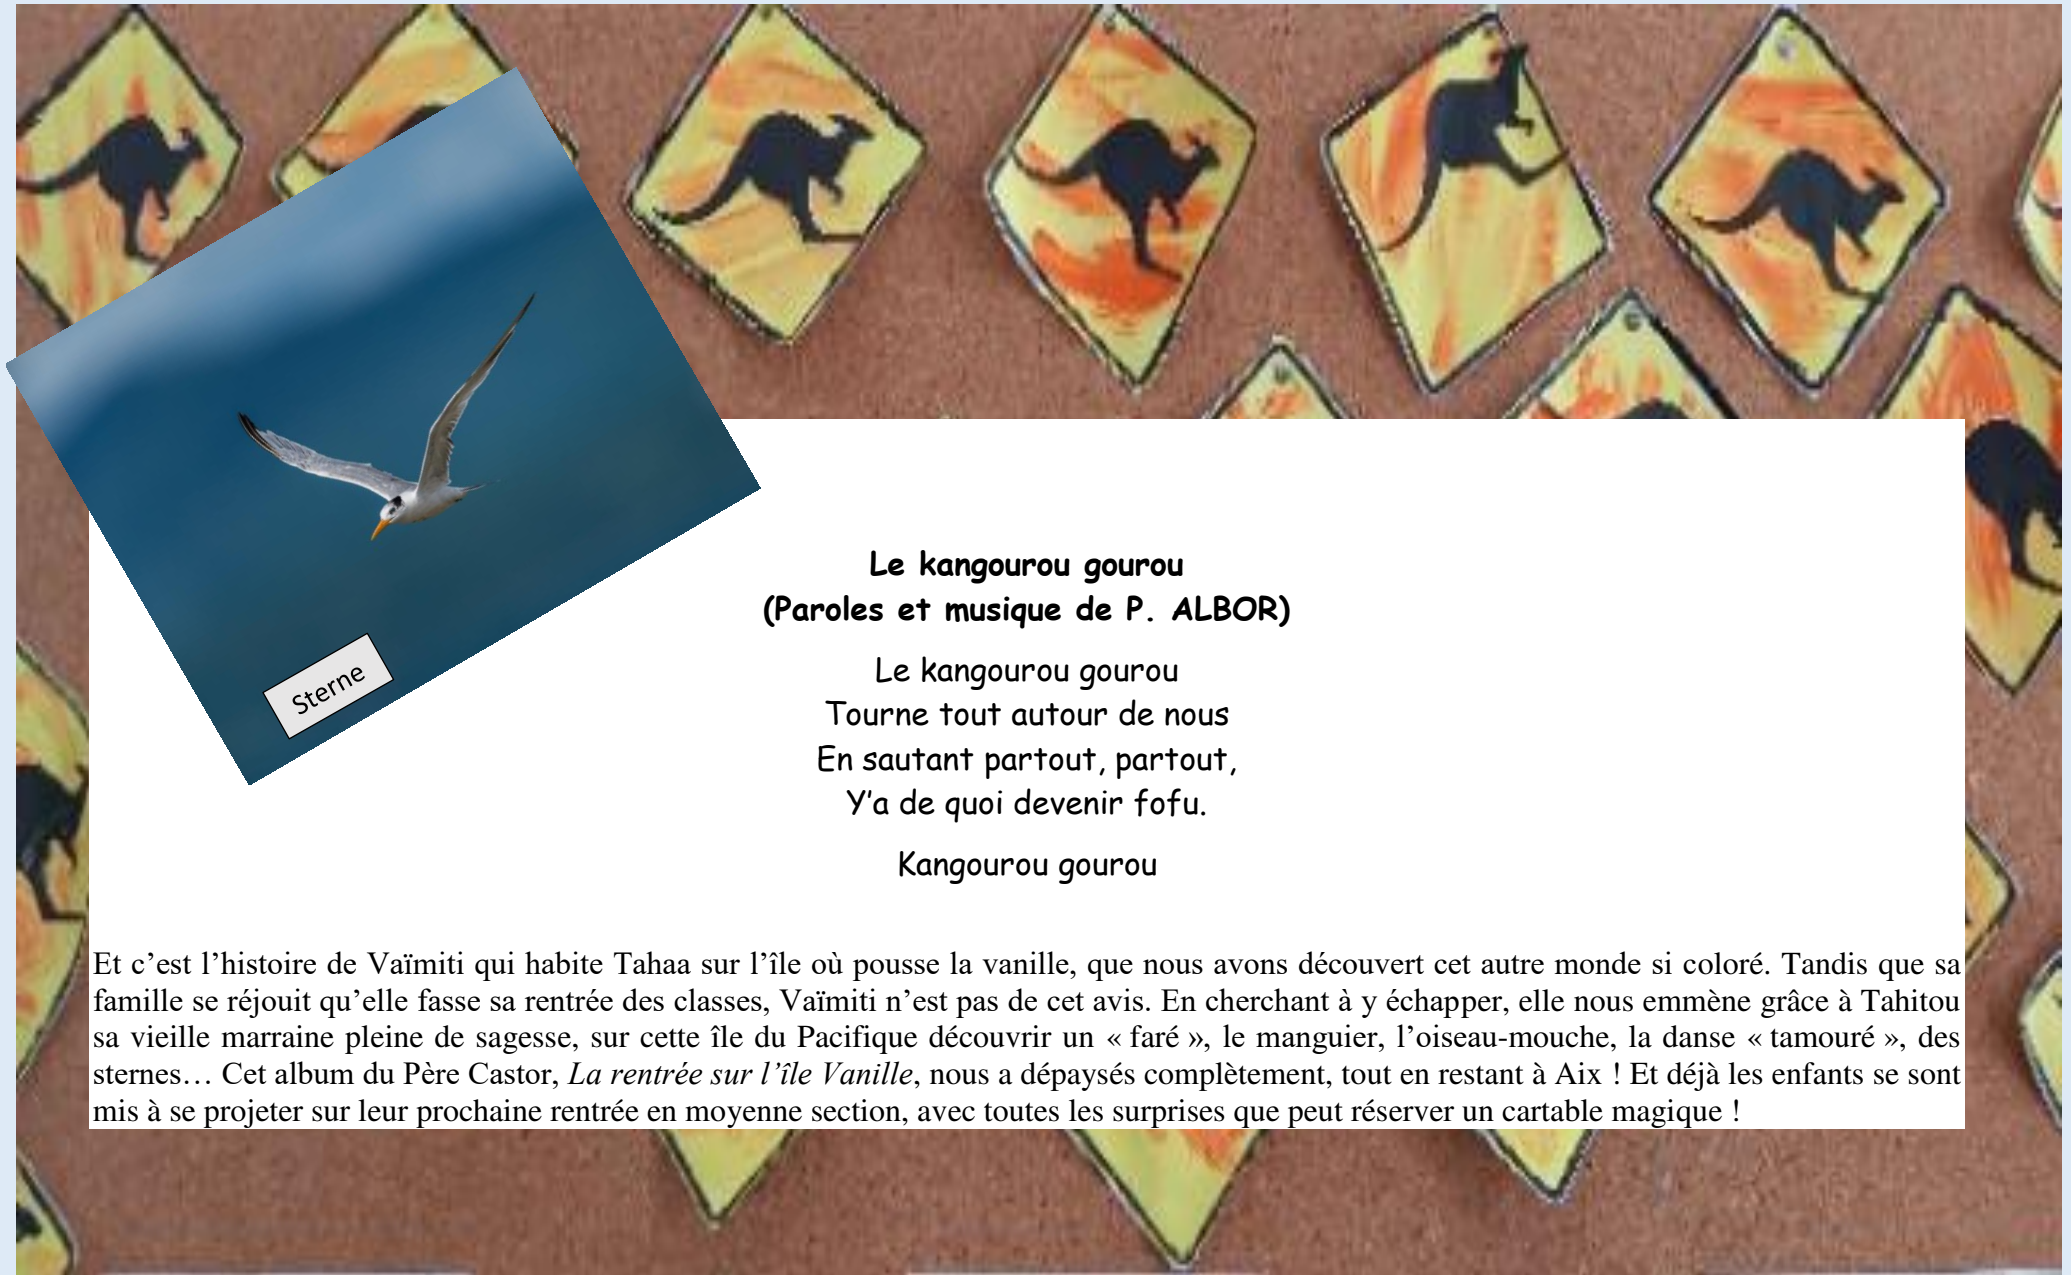 Sterne
Le kangourou gourou
(Paroles et musique de P. ALBOR)
Le kangourou gourou
Tourne tout autour de nous
En sautant partout, partout,
Y'a de quoi devenir fofu.
Kangourou gourou
Et c’est l’histoire de Vaïmiti qui habite Tahaa sur l’île où pousse la vanille, que nous avons découvert cet autre monde si coloré. Tandis que sa
famille se réjouit qu’elle fasse sa rentrée des classes, Vaïmiti n’est pas de cet avis. En cherchant à y échapper, elle nous emmène grâce à Tahitou
sa vieille marraine pleine de sagesse, sur cette île du Pacifique découvrir un « faré », le manguier, l’oiseau-mouche, la danse « tamouré », des
sternes… Cet album du Père Castor, La rentrée sur l’île Vanille, nous a dépaysés complètement, tout en restant à Aix ! Et déjà les enfants se sont
mis à se projeter sur leur prochaine rentrée en moyenne section, avec toutes les surprises que peut réserver un cartable magique !